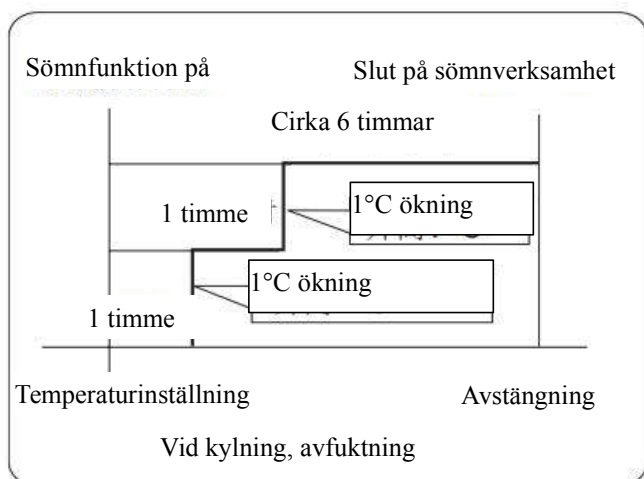 Sömnfunktion på
Slut på sömnverksamhet
Cirka 6 timmar
1 timme
1°C ökning
1°C ökning
1 timme
Temperaturinställning
Avstängning
Vid kylning, avfuktning